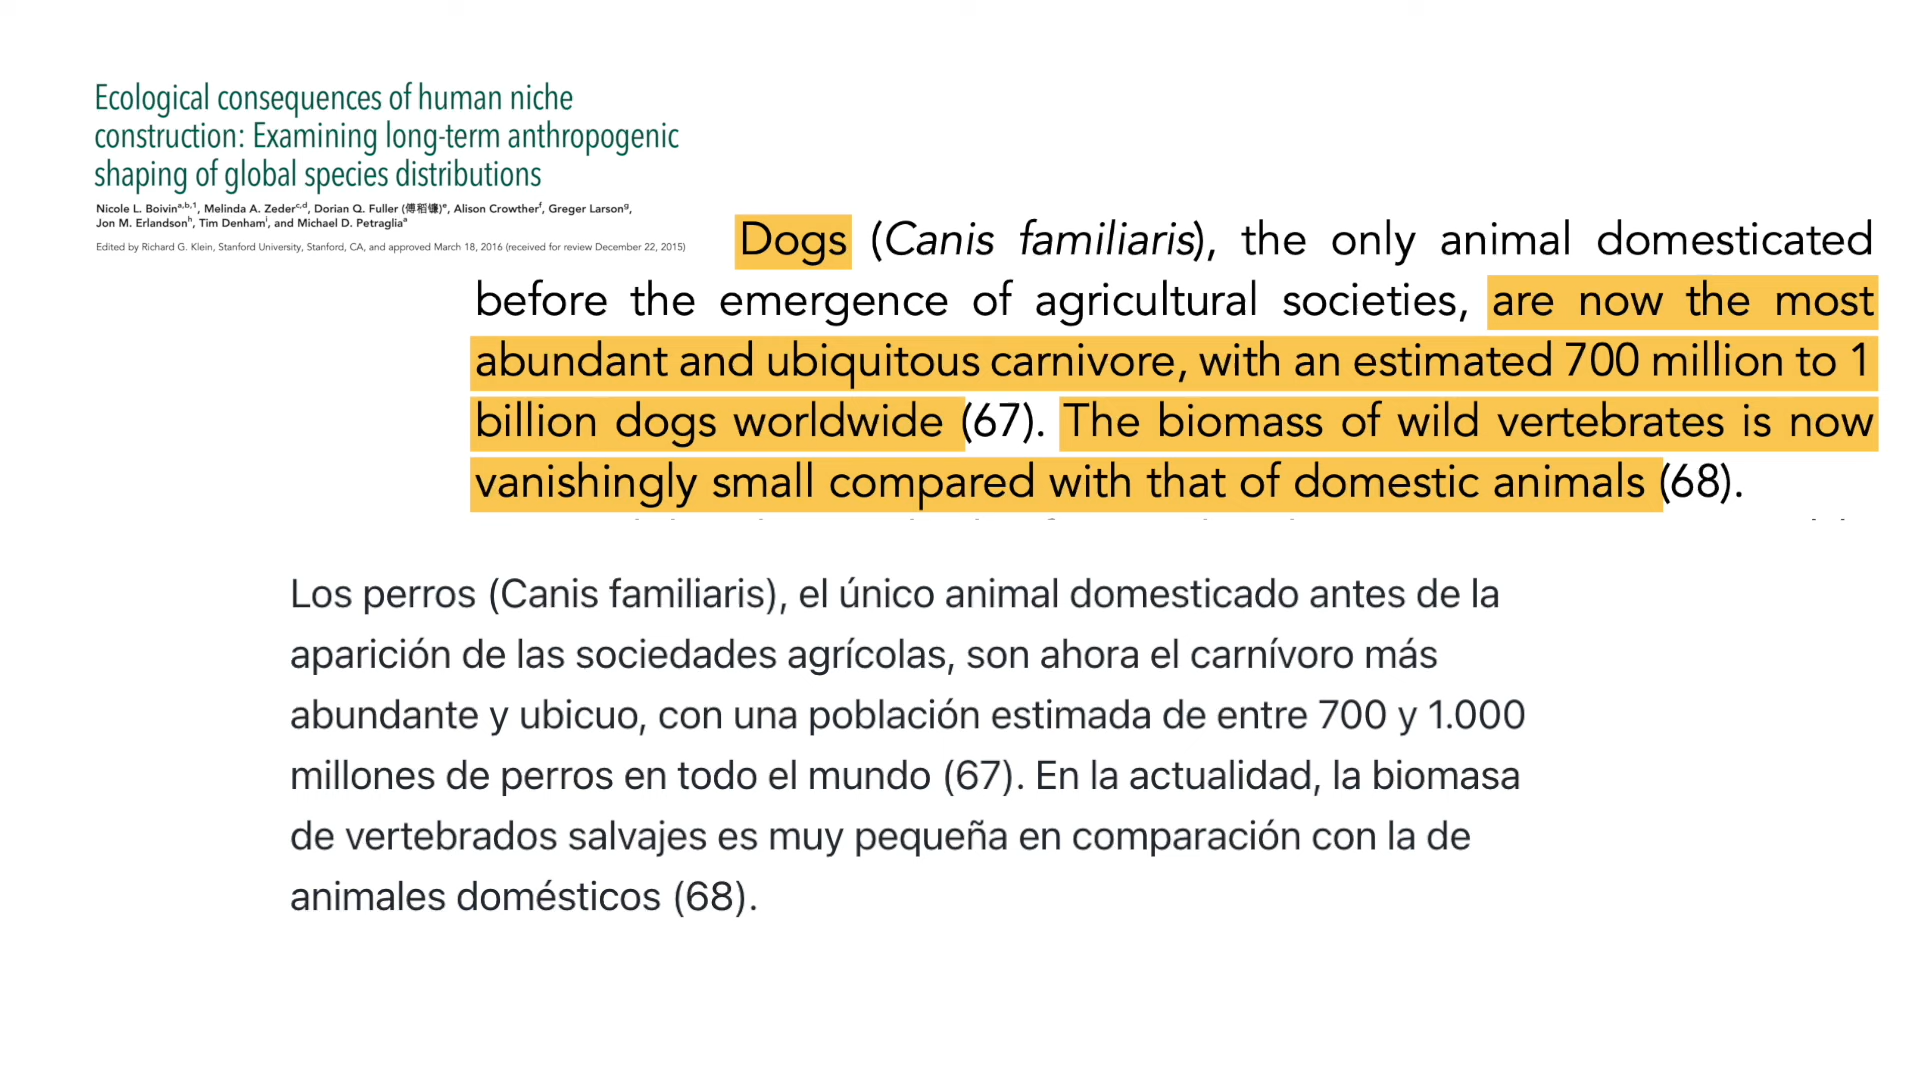 Ecological consequences of human niche
construction: Examining long-term anthropogenic
shaping of global species distributions
Nicole L. Boivin^a,b,1, Melinda A. Zeder^c,d, Dorian Q. Fuller (傅稻镰)^e, Alison Crowther^f, Greger Larson^g,
Jon M. Erlandson^h, Tim Denham^i, and Michael D. Petraglia^a
Edited by Richard G. Klein, Stanford University, Stanford, CA, and approved March 18, 2016 (received for review December 22, 2015)
Dogs (Canis familiaris), the only animal domesticated
before the emergence of agricultural societies, are now the most
abundant and ubiquitous carnivore, with an estimated 700 million to 1
billion dogs worldwide (67). The biomass of wild vertebrates is now
vanishingly small compared with that of domestic animals (68).
Los perros (Canis familiaris), el único animal domesticado antes de la
aparición de las sociedades agrícolas, son ahora el carnívoro más
abundante y ubicuo, con una población estimada de entre 700 y 1.000
millones de perros en todo el mundo (67). En la actualidad, la biomasa
de vertebrados salvajes es muy pequeña en comparación con la de
animales domésticos (68).